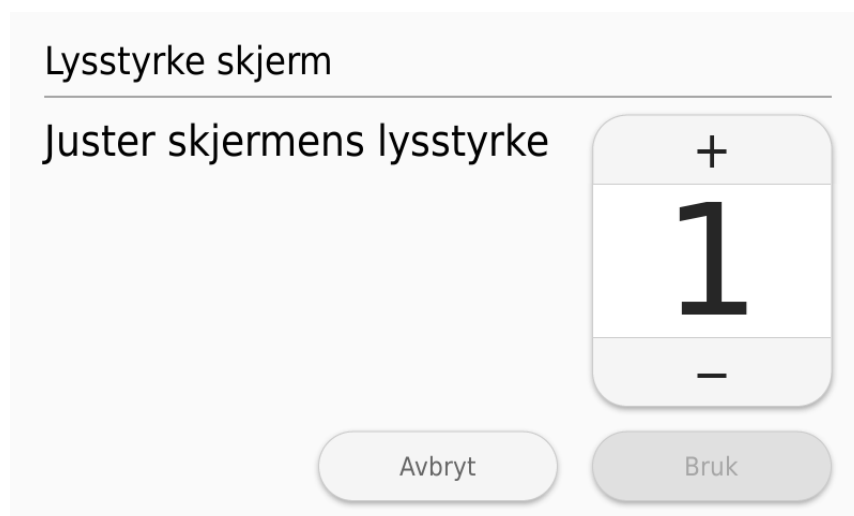 Lysstyrke skjerm
Juster skjermens lysstyrke
+
1
−
Avbryt
Bruk